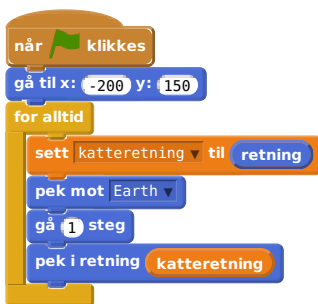 når klikkes
gå til x: -200 y: 150
for alltid
sett katteretning til retning
pek mot Earth
gå 1 steg
pek i retning katteretning